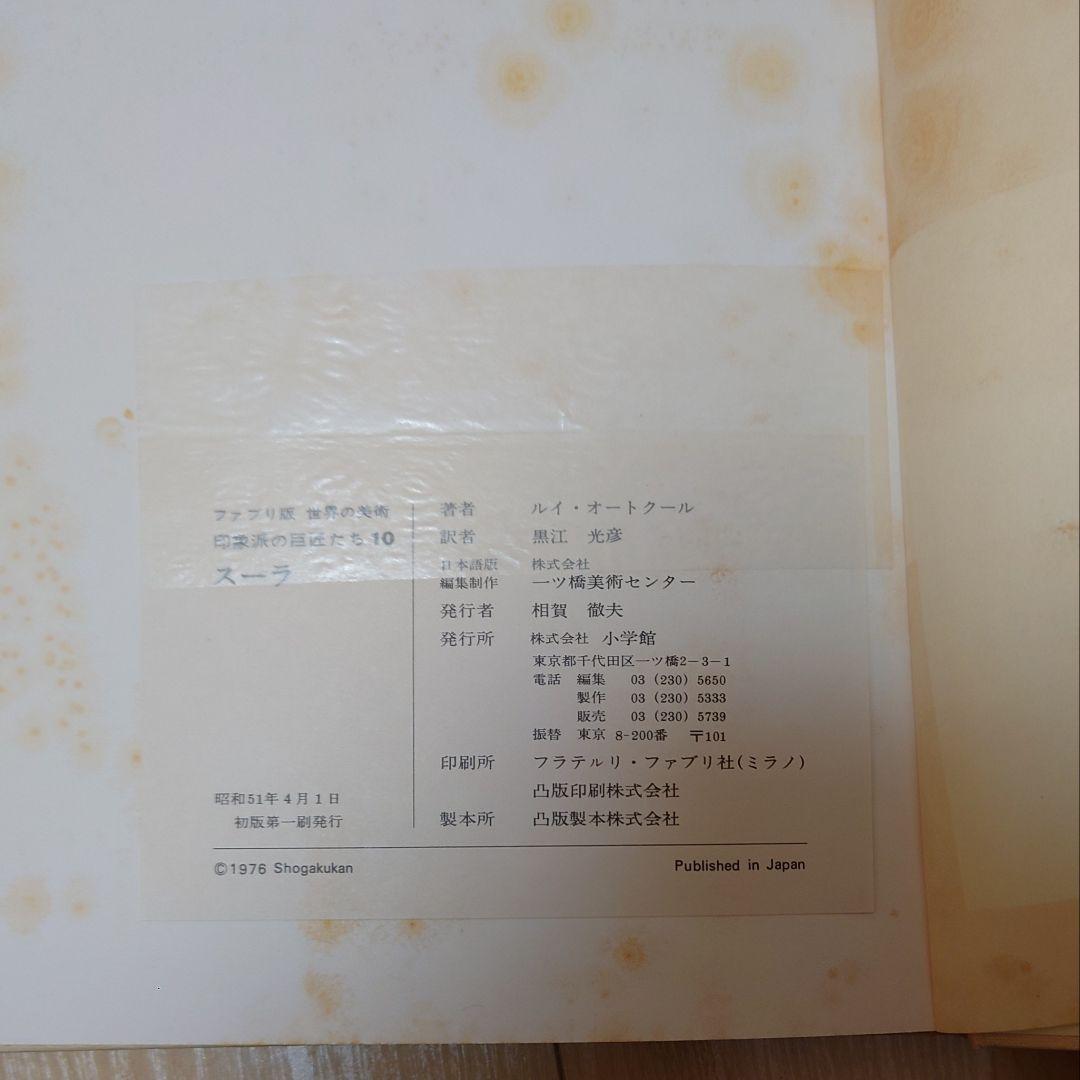 ファブリ版 世界の美術
印象派の巨匠たち10
スーラ
昭和51年4月1日
初版第一刷発行
著者 ルイ・オートクール
訳者 黒江 光彦
日本語版 株式会社
編集制作 一ツ橋美術センター
発行者 相賀 徹夫
発行所 株式会社 小学館
東京都千代田区一ツ橋2-3-1
電話 編集 03 (230) 5650
製作 03 (230) 5333
販売 03 (230) 5739
振替 東京 8-200番 〒101
印刷所 フラテルリ・ファブリ社(ミラノ)
凸版印刷株式会社
製本所 凸版製本株式会社
©1976 Shogakukan
Published in Japan